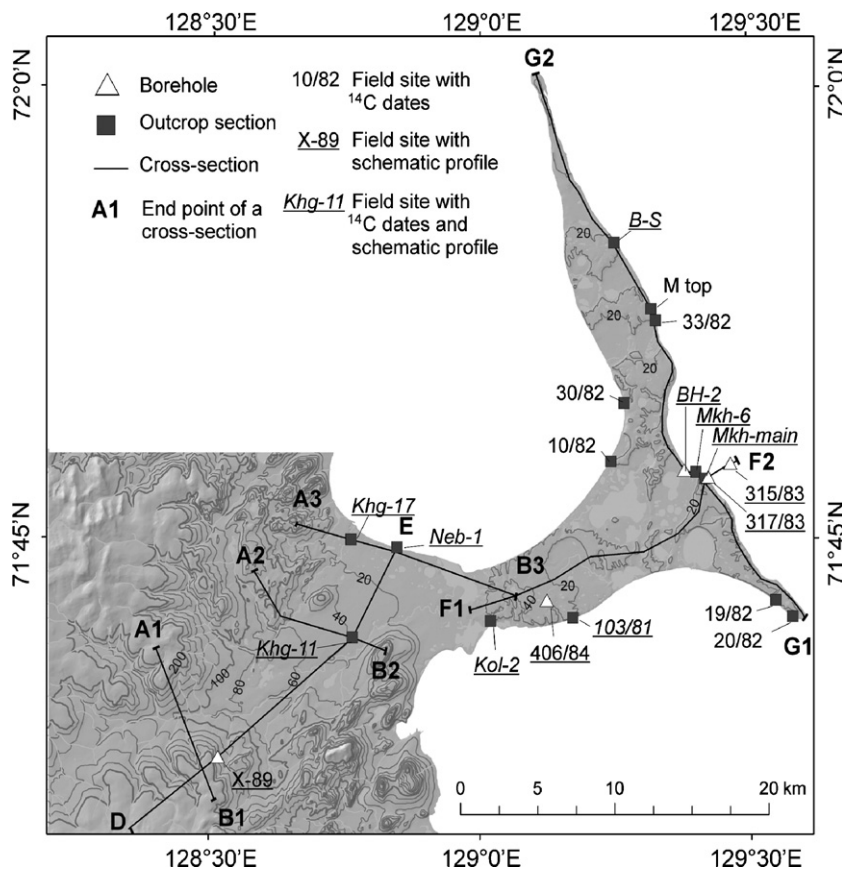 128°30'E
129°0'E
129°30'E
72°0'N
72°0'N
G2
Borehole
Outcrop section
Cross-section
A1 End point of a
cross-section
10/82 Field site with
14C dates
X-89 Field site with
schematic profile
Khg-11 Field site with
14C dates and
schematic profile
20
B-S
M top
20
33/82
20
30/82
BH-2
Mkh-6
Mkh-main
10/82
F2
315/83
317/83
20
A3
Khg-17
E
Neb-1
71°45'N
71°45'N
A2
20
B3
20
40
F1
40
A1
Khg-11
B2
200
100
80
60
Kol-2
406/84
103/81
19/82
20/82
G1
X-89
B1
D
0 5 10 20 km
128°30'E
129°0'E
129°30'E